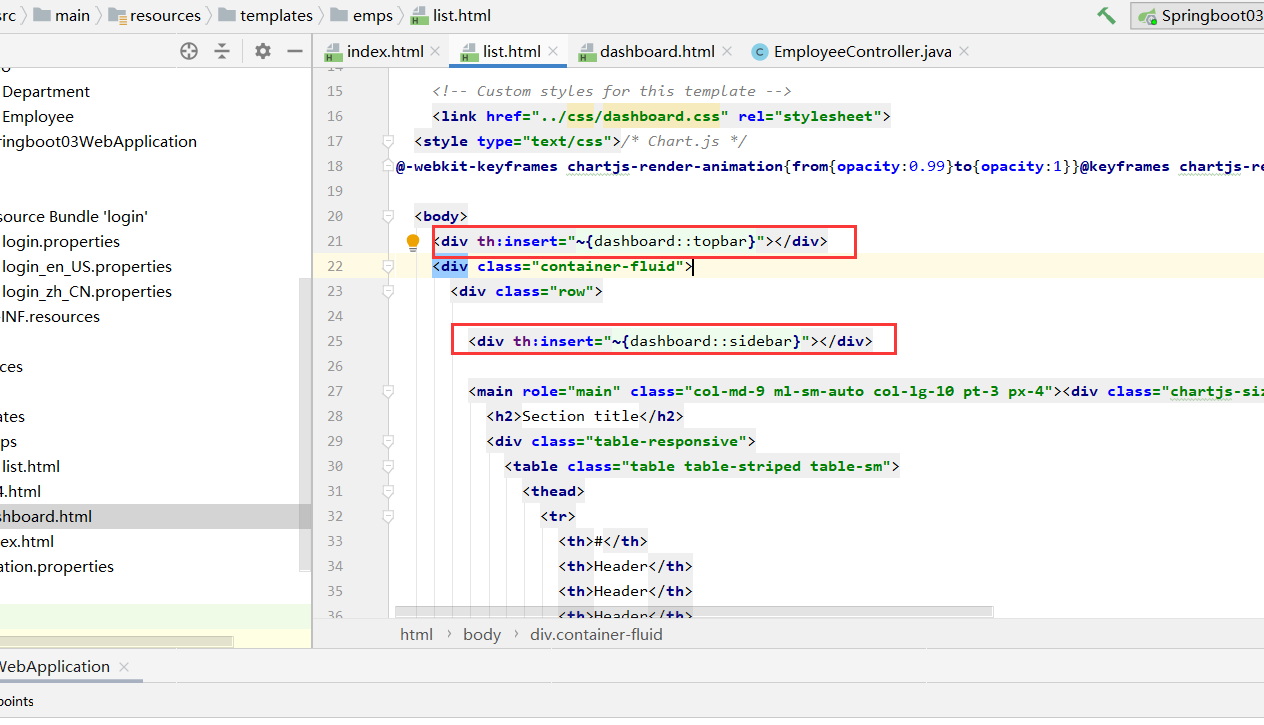 rc main resources templates emps list.html Springboot03
index.html list.html dashboard.html EmployeeController.java
Department
Employee
ringboot03WebApplication
source Bundle 'login'
login.properties
login_en_US.properties
login_zh_CN.properties
INF.resources
ces
ates
ps
list.html
4.html
shboard.html
ex.html
ation.properties
14
15 <!-- Custom styles for this template -->
16 <link href="../css/dashboard.css" rel="stylesheet">
17 <style type="text/css">/* Chart.js */
18 @-webkit-keyframes chartjs-render-animation{from{opacity:0.99}to{opacity:1}}@keyframes chartjs-re
19
20 <body>
21 <div th:insert="~{dashboard::topbar}"></div>
22 <div class="container-fluid">
23 <div class="row">
24
25 <div th:insert="~{dashboard::sidebar}"></div>
26
27 <main role="main" class="col-md-9 ml-sm-auto col-lg-10 pt-3 px-4"><div class="chartjs-siz
28 <h2>Section title</h2>
29 <div class="table-responsive">
30 <table class="table table-striped table-sm">
31 <thead>
32 <tr>
33 <th>#</th>
34 <th>Header</th>
35 <th>Header</th>
36 <th>Header</th>
html › body › div.container-fluid
WebApplication
points